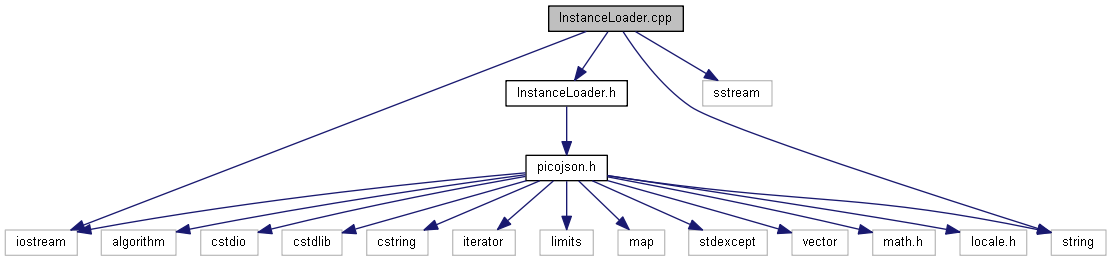 InstanceLoader.cpp
InstanceLoader.h
sstream
picojson.h
iostream
algorithm
cstdio
cstdlib
cstring
iterator
limits
map
stdexcept
vector
math.h
locale.h
string